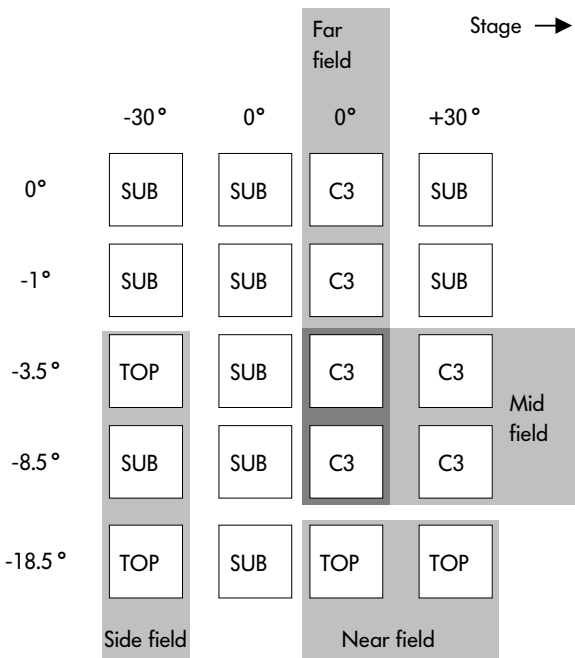 Far
field
Stage
-30° 0° 0° +30°
0° SUB SUB C3 SUB
-1° SUB SUB C3 SUB
-3.5° TOP SUB C3 C3
Mid
field
-8.5° SUB SUB C3 C3
-18.5° TOP SUB TOP TOP
Side field Near field